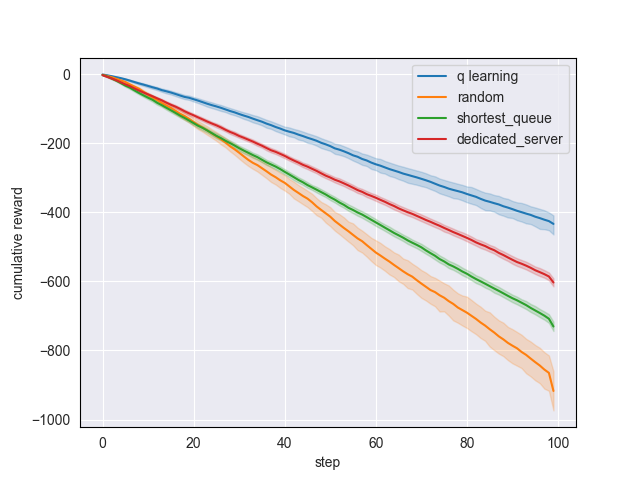 0
−200
−400
−600
−800
−1000
cumulative reward
q learning
random
shortest_queue
dedicated_server
0 20 40 60 80 100
step